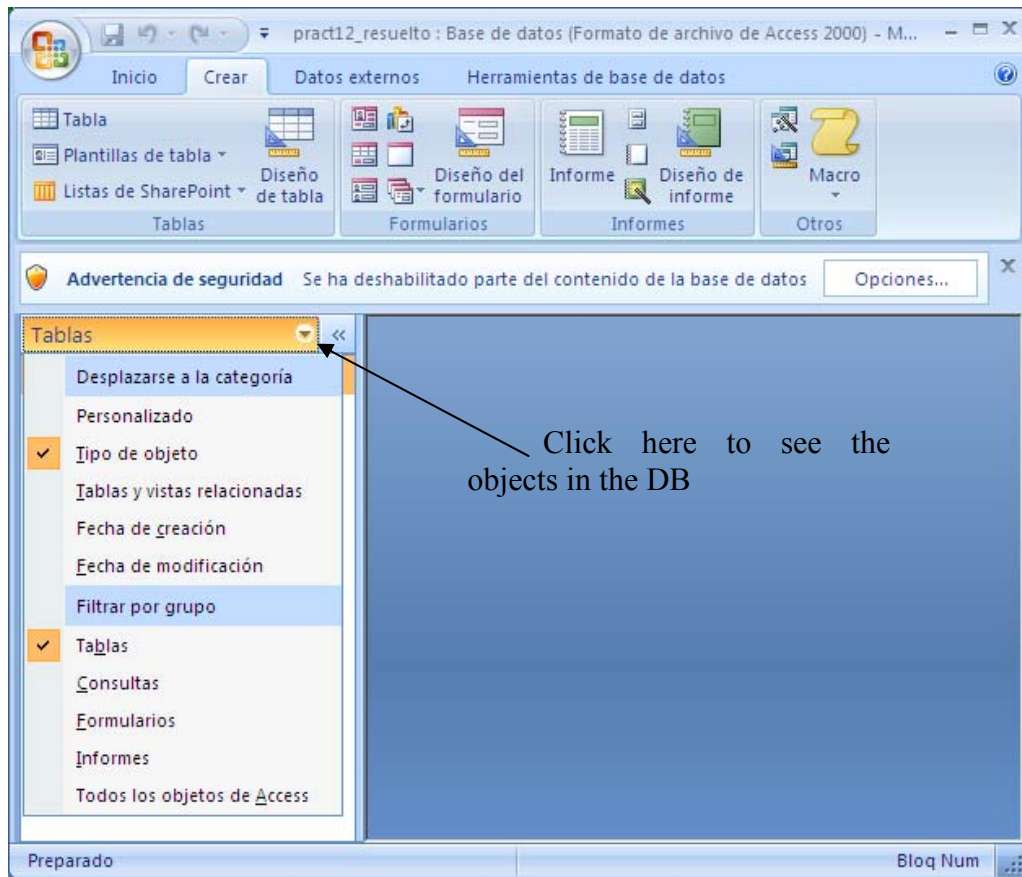 pract12_resuelto : Base de datos (Formato de archivo de Access 2000) - M...
Inicio Crear Datos externos Herramientas de base de datos
Tabla
Plantillas de tabla
Listas de SharePoint
Diseño
de tabla
Tablas
Diseño del
formulario
Formularios
Informe
Diseño de
informe
Informes
Macro
Otros
Advertencia de seguridad Se ha deshabilitado parte del contenido de la base de datos Opciones...
Tablas
Desplazarse a la categoría
Personalizado
Tipo de objeto
Tablas y vistas relacionadas
Fecha de creación
Fecha de modificación
Filtrar por grupo
Tablas
Consultas
Formularios
Informes
Todos los objetos de Access
Click here to see the
objects in the DB
Preparado Bloq Num